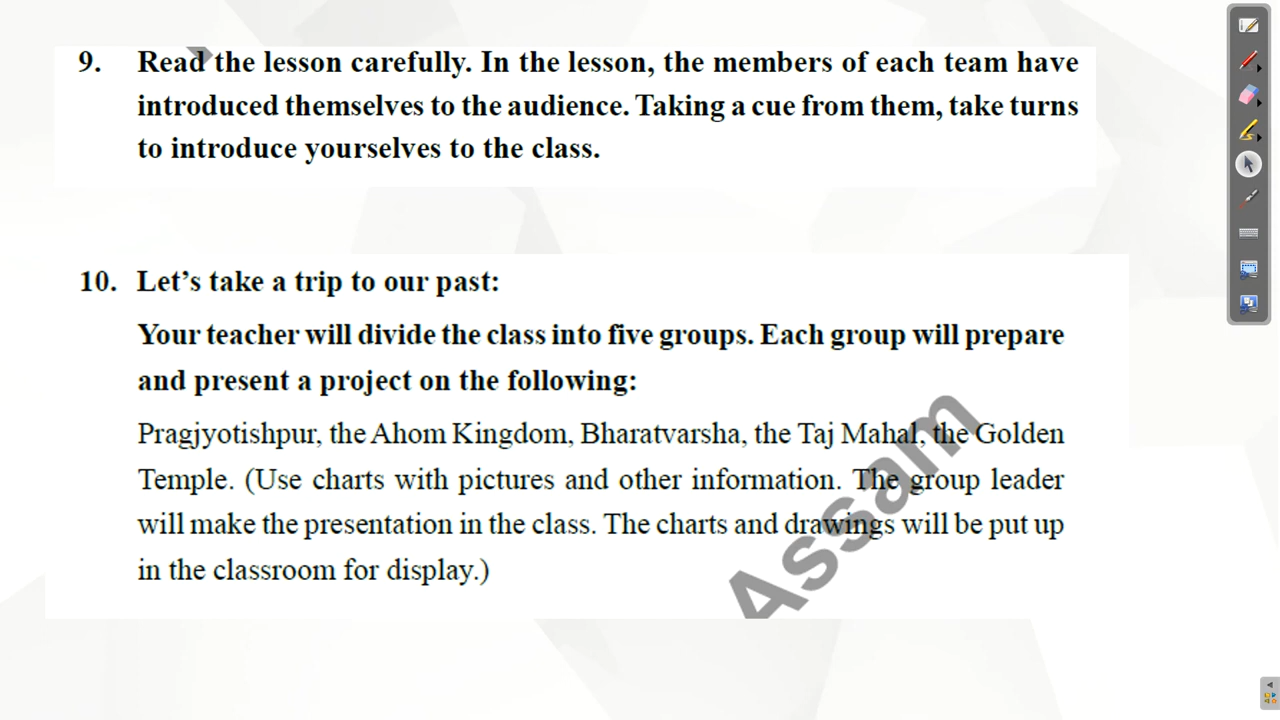 9. Read the lesson carefully. In the lesson, the members of each team have
introduced themselves to the audience. Taking a cue from them, take turns
to introduce yourselves to the class.
10. Let's take a trip to our past:
Your teacher will divide the class into five groups. Each group will prepare
and present a project on the following:
Pragjyotishpur, the Ahom Kingdom, Bharatvarsha, the Taj Mahal, the Golden
Temple. (Use charts with pictures and other information. The group leader
will make the presentation in the class. The charts and drawings will be put up
in the classroom for display.)
Assam